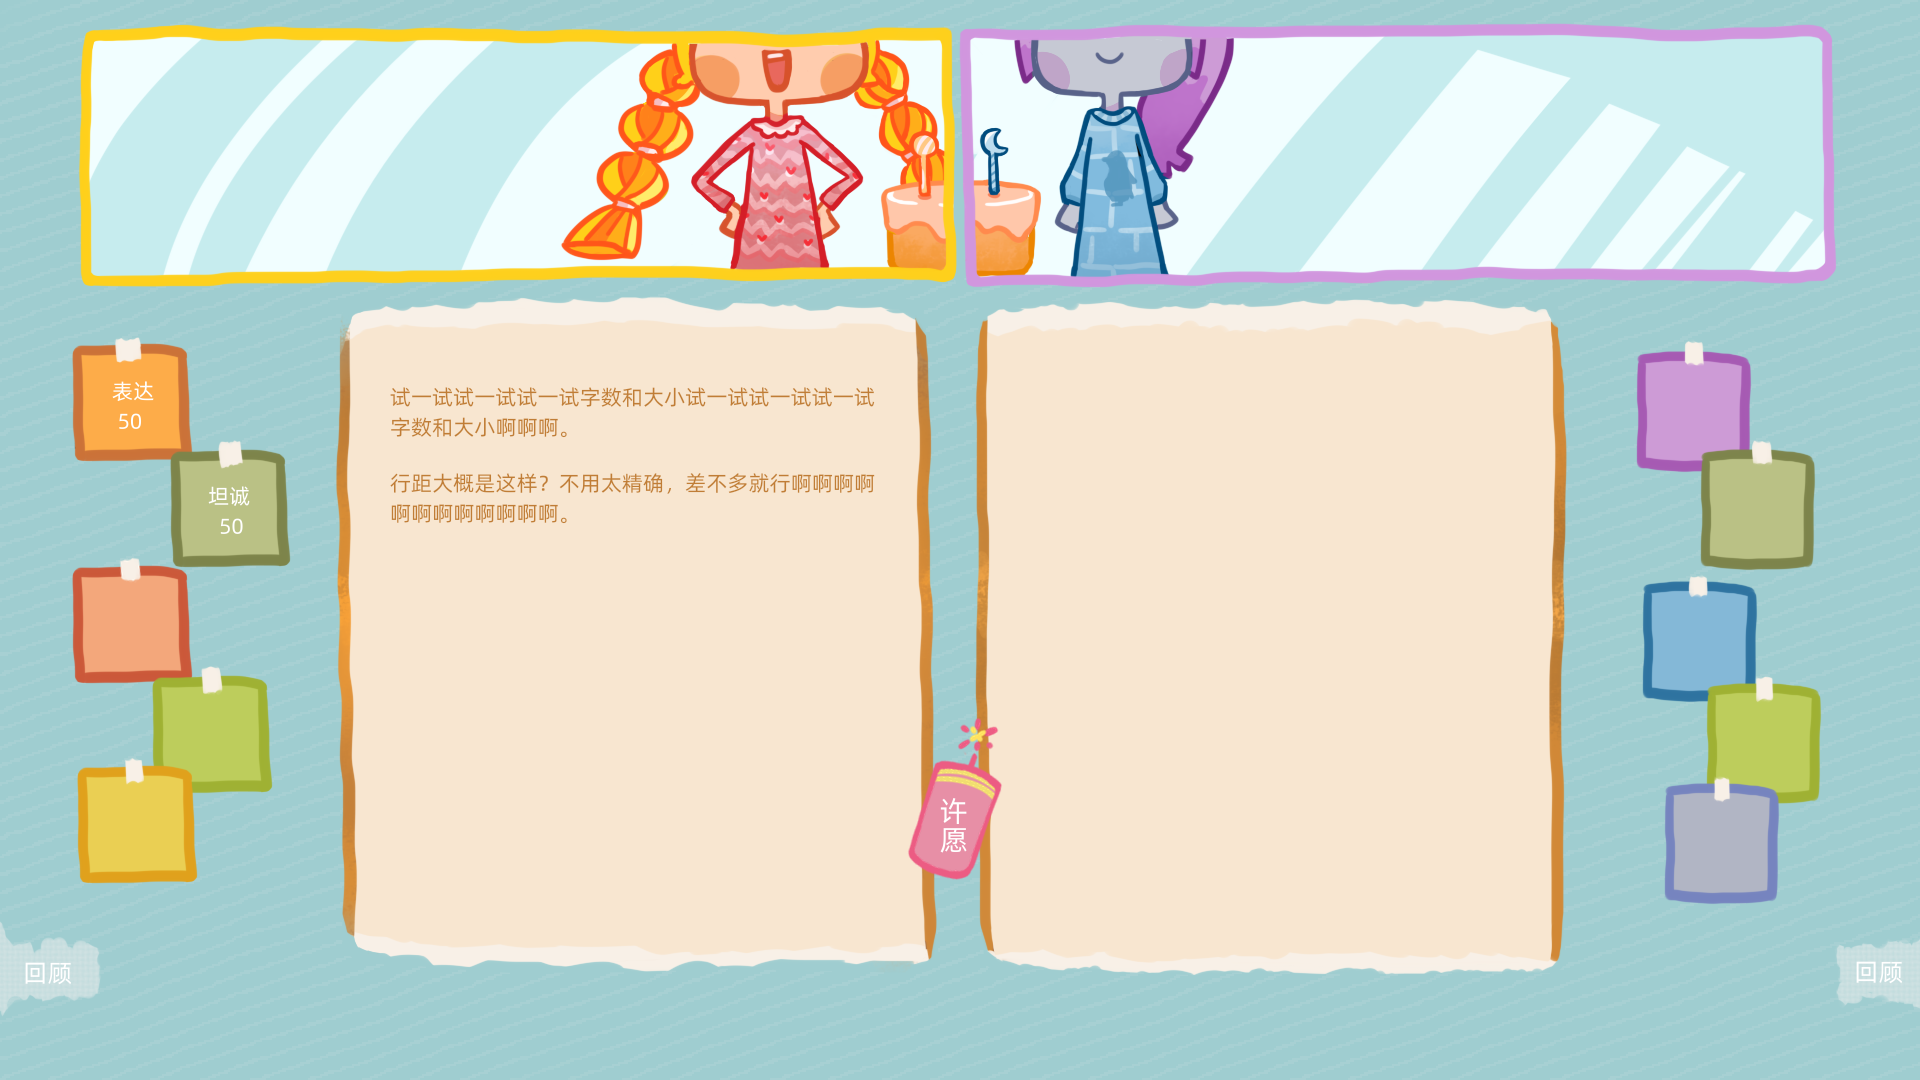 表达
50
坦诚
50
试一试试一试试一试字数和大小试一试试一试试一试
字数和大小啊啊啊。
行距大概是这样？不用太精确，差不多就行啊啊啊啊
啊啊啊啊啊啊啊啊。
许
愿
回顾
回顾